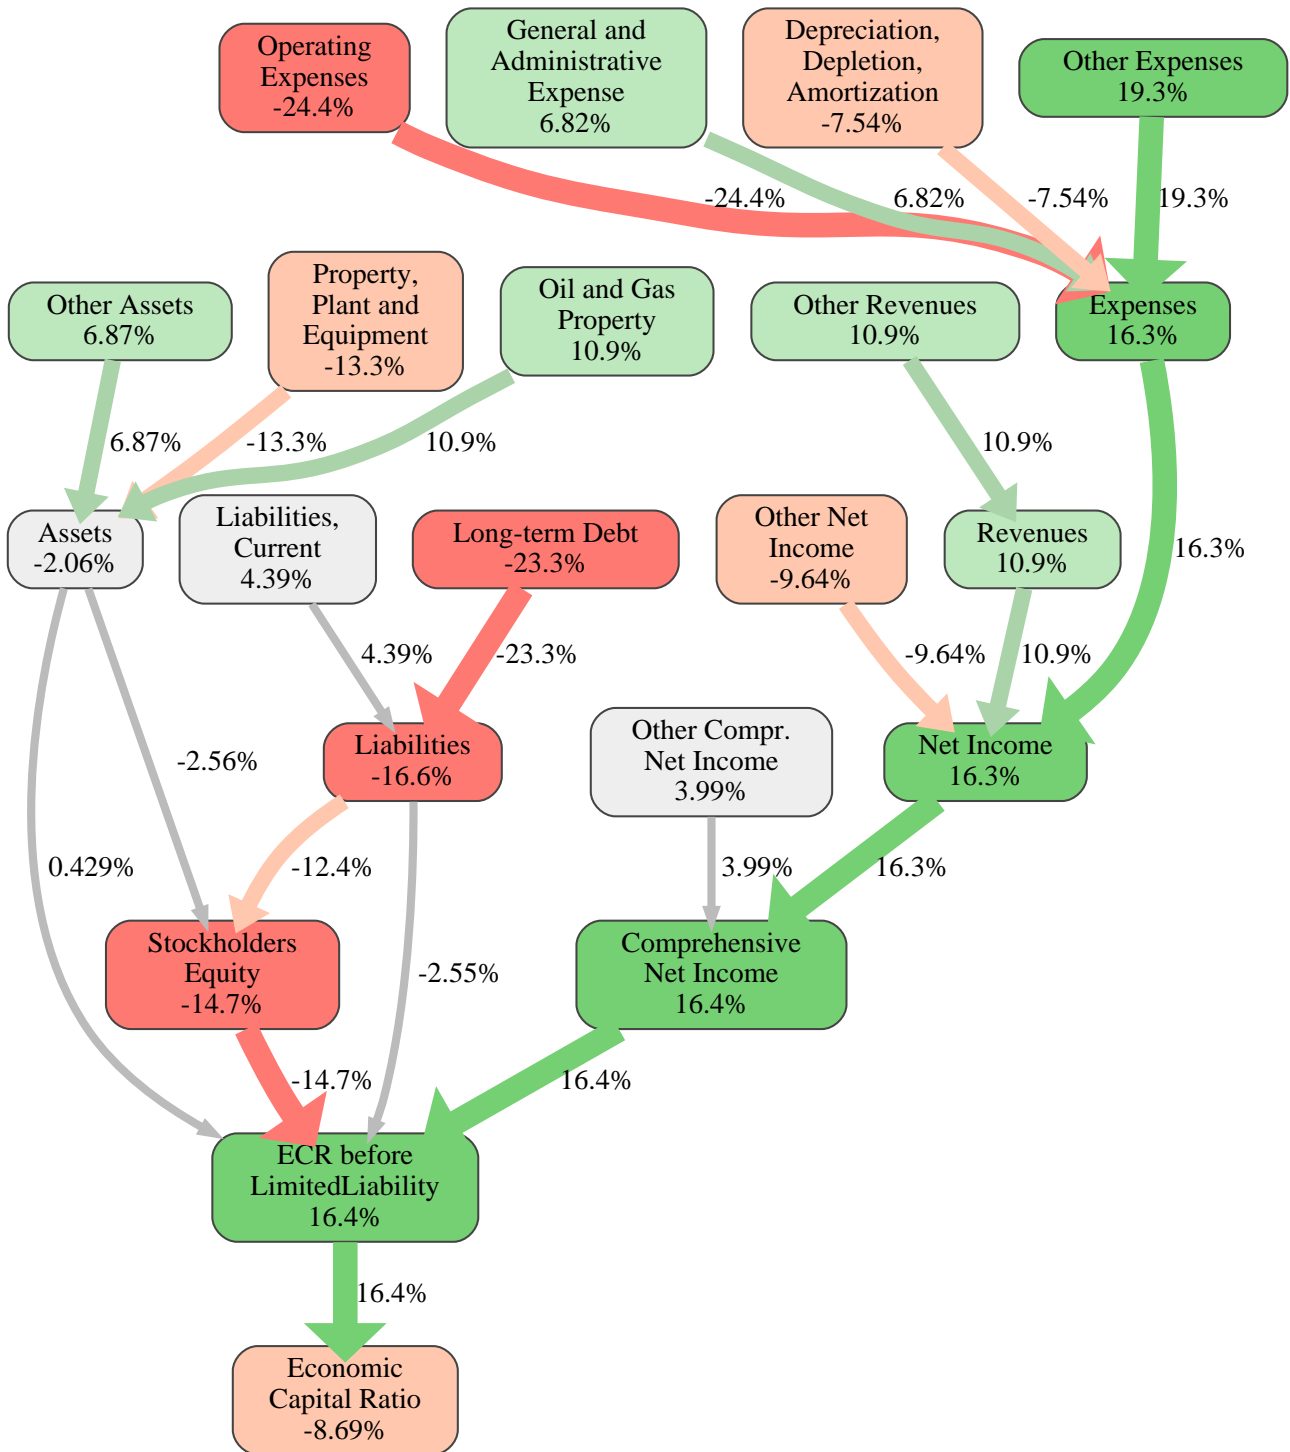 Operating
Expenses
-24.4%
General and
Administrative
Expense
6.82%
Depreciation,
Depletion,
Amortization
-7.54%
Other Expenses
19.3%
-24.4%
6.82%
-7.54%
19.3%
Other Assets
6.87%
Property,
Plant and
Equipment
-13.3%
Oil and Gas
Property
10.9%
Other Revenues
10.9%
Expenses
16.3%
6.87%
-13.3%
10.9%
10.9%
16.3%
Assets
-2.06%
Liabilities,
Current
4.39%
Long-term Debt
-23.3%
Other Net
Income
-9.64%
Revenues
10.9%
4.39%
-23.3%
-9.64%
10.9%
-2.56%
Liabilities
-16.6%
Other Compr.
Net Income
3.99%
Net Income
16.3%
0.429%
-12.4%
3.99%
16.3%
Stockholders
Equity
-14.7%
-2.55%
Comprehensive
Net Income
16.4%
-14.7%
16.4%
ECR before
LimitedLiability
16.4%
16.4%
Economic
Capital Ratio
-8.69%